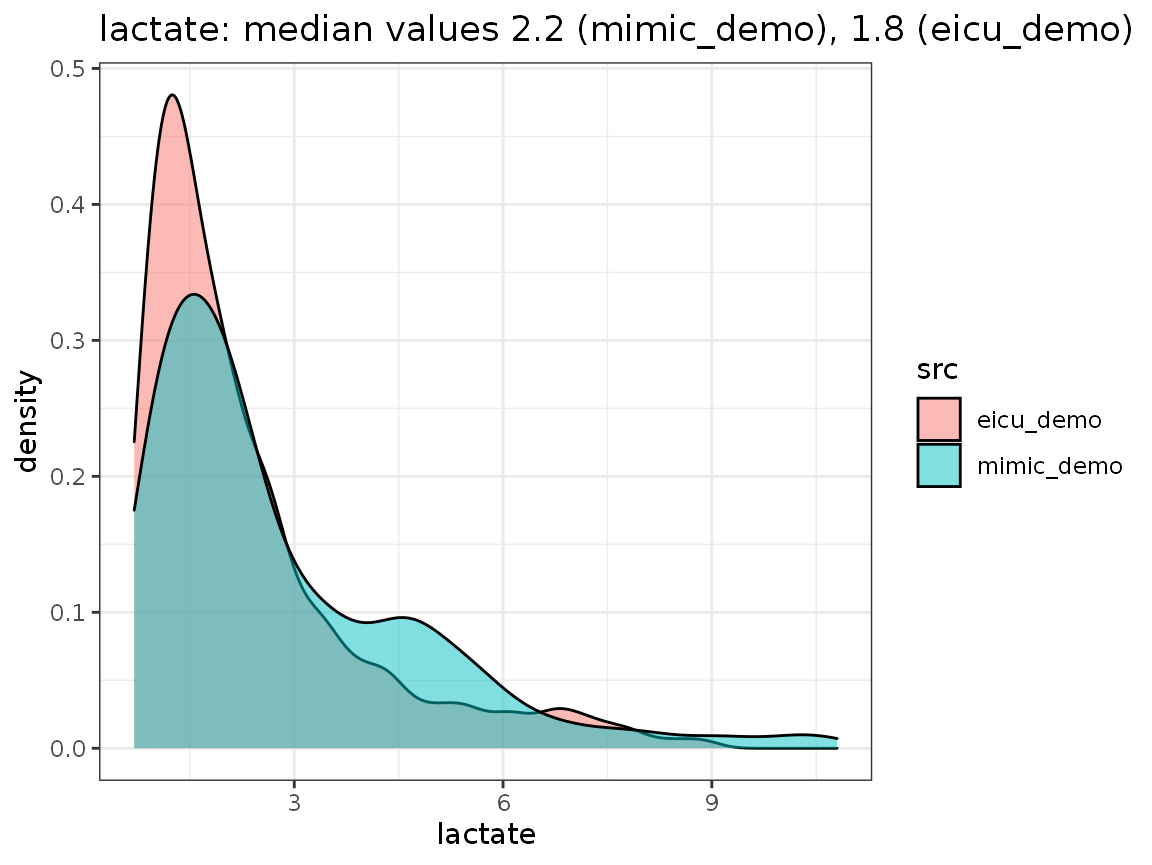 lactate: median values 2.2 (mimic_demo), 1.8 (eicu_demo)
0.5
0.4
0.3
0.2
0.1
0.0
density
3 6 9
lactate
src
eicu_demo
mimic_demo